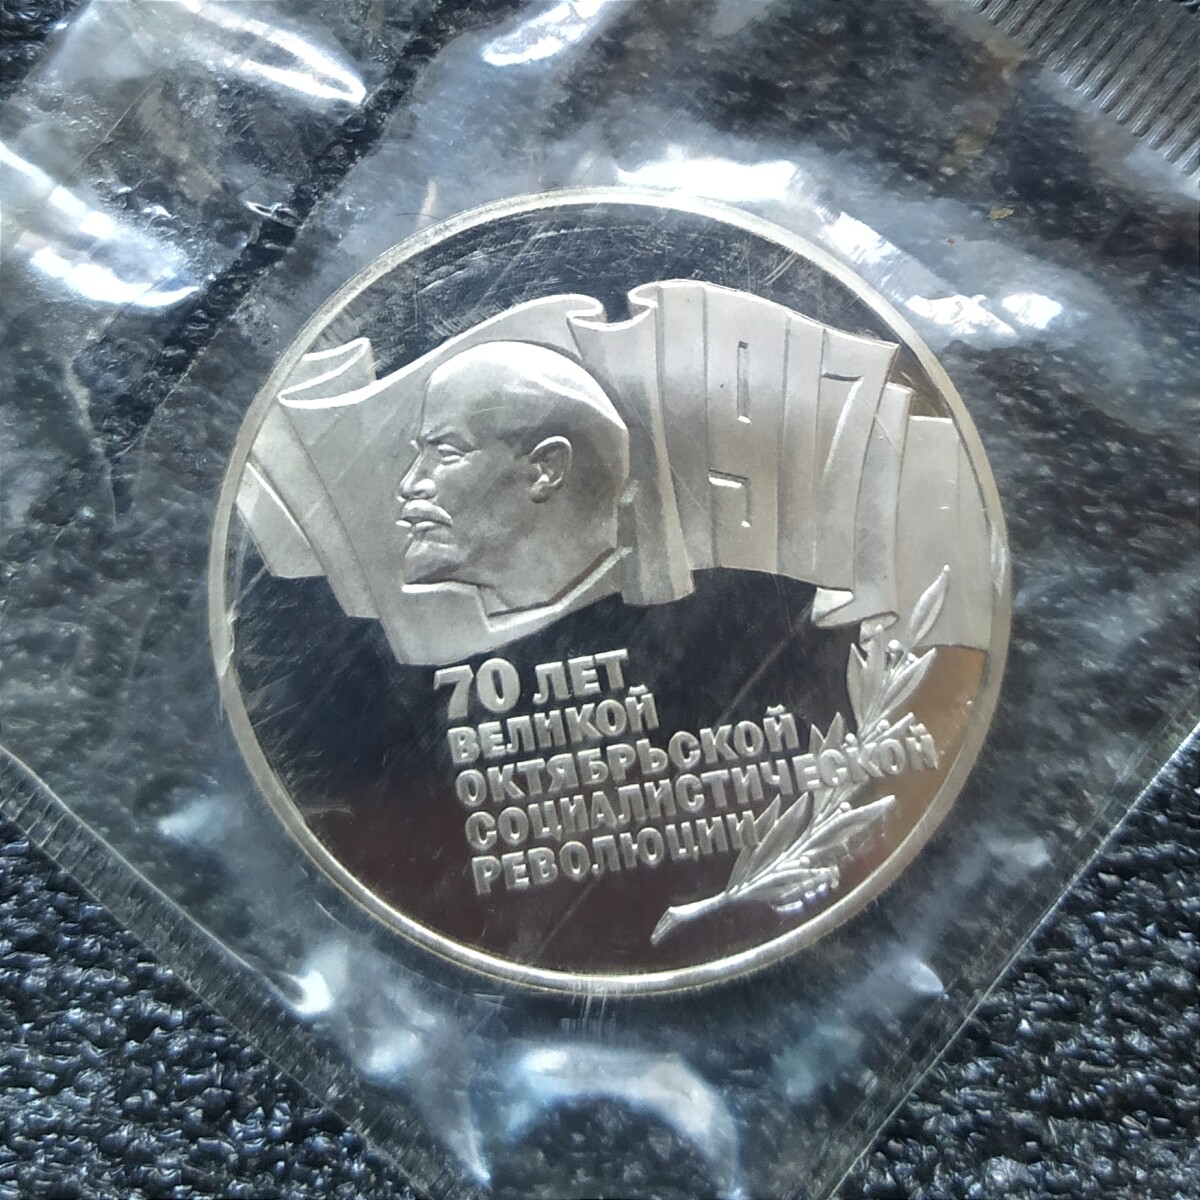 1917
70 ЛЕТ
ВЕЛИКОЙ
ОКТЯБРЬСКОЙ
СОЦИАЛИСТИЧЕСКОЙ
РЕВОЛЮЦИИ